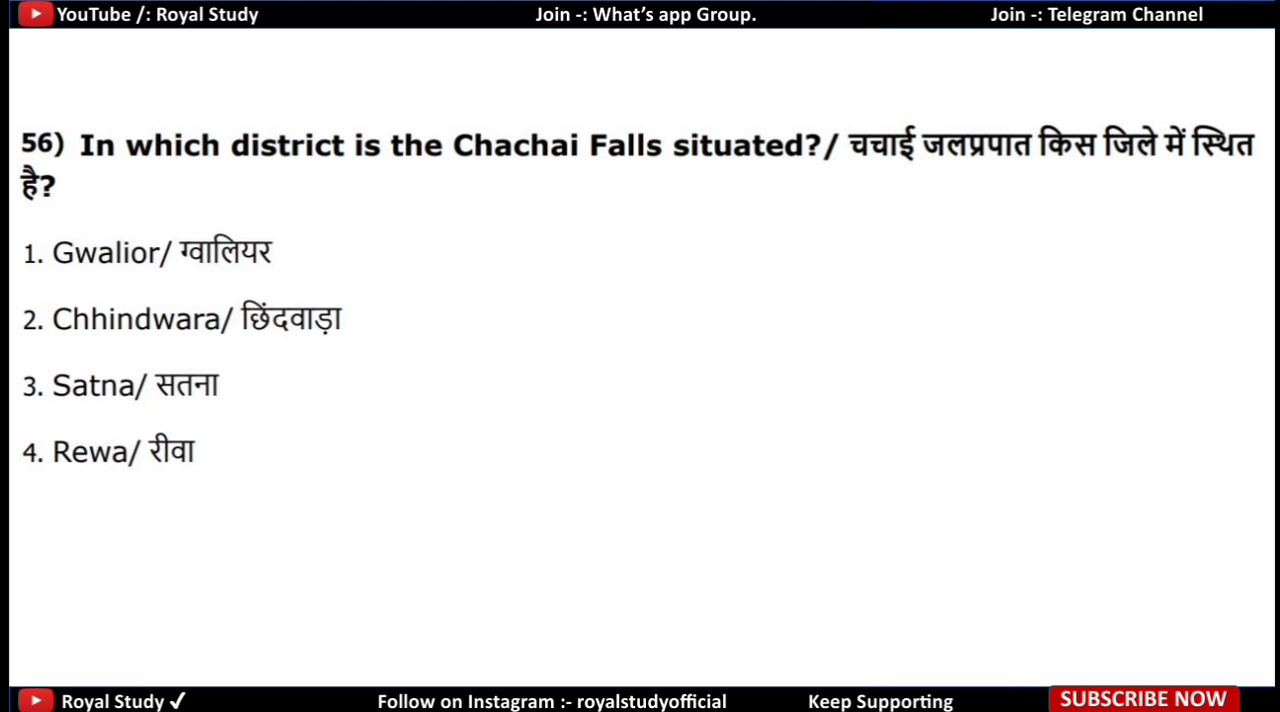 YouTube /: Royal Study Join -: What's app Group. Join -: Telegram Channel
56) In which district is the Chachai Falls situated?/ चचाई जलप्रपात किस जिले में स्थित
है?
1. Gwalior/ ग्वालियर
2. Chhindwara/ छिंदवाड़ा
3. Satna/ सतना
4. Rewa/ रीवा
Royal Study ✓ Follow on Instagram :- royalstudyofficial Keep Supporting SUBSCRIBE NOW